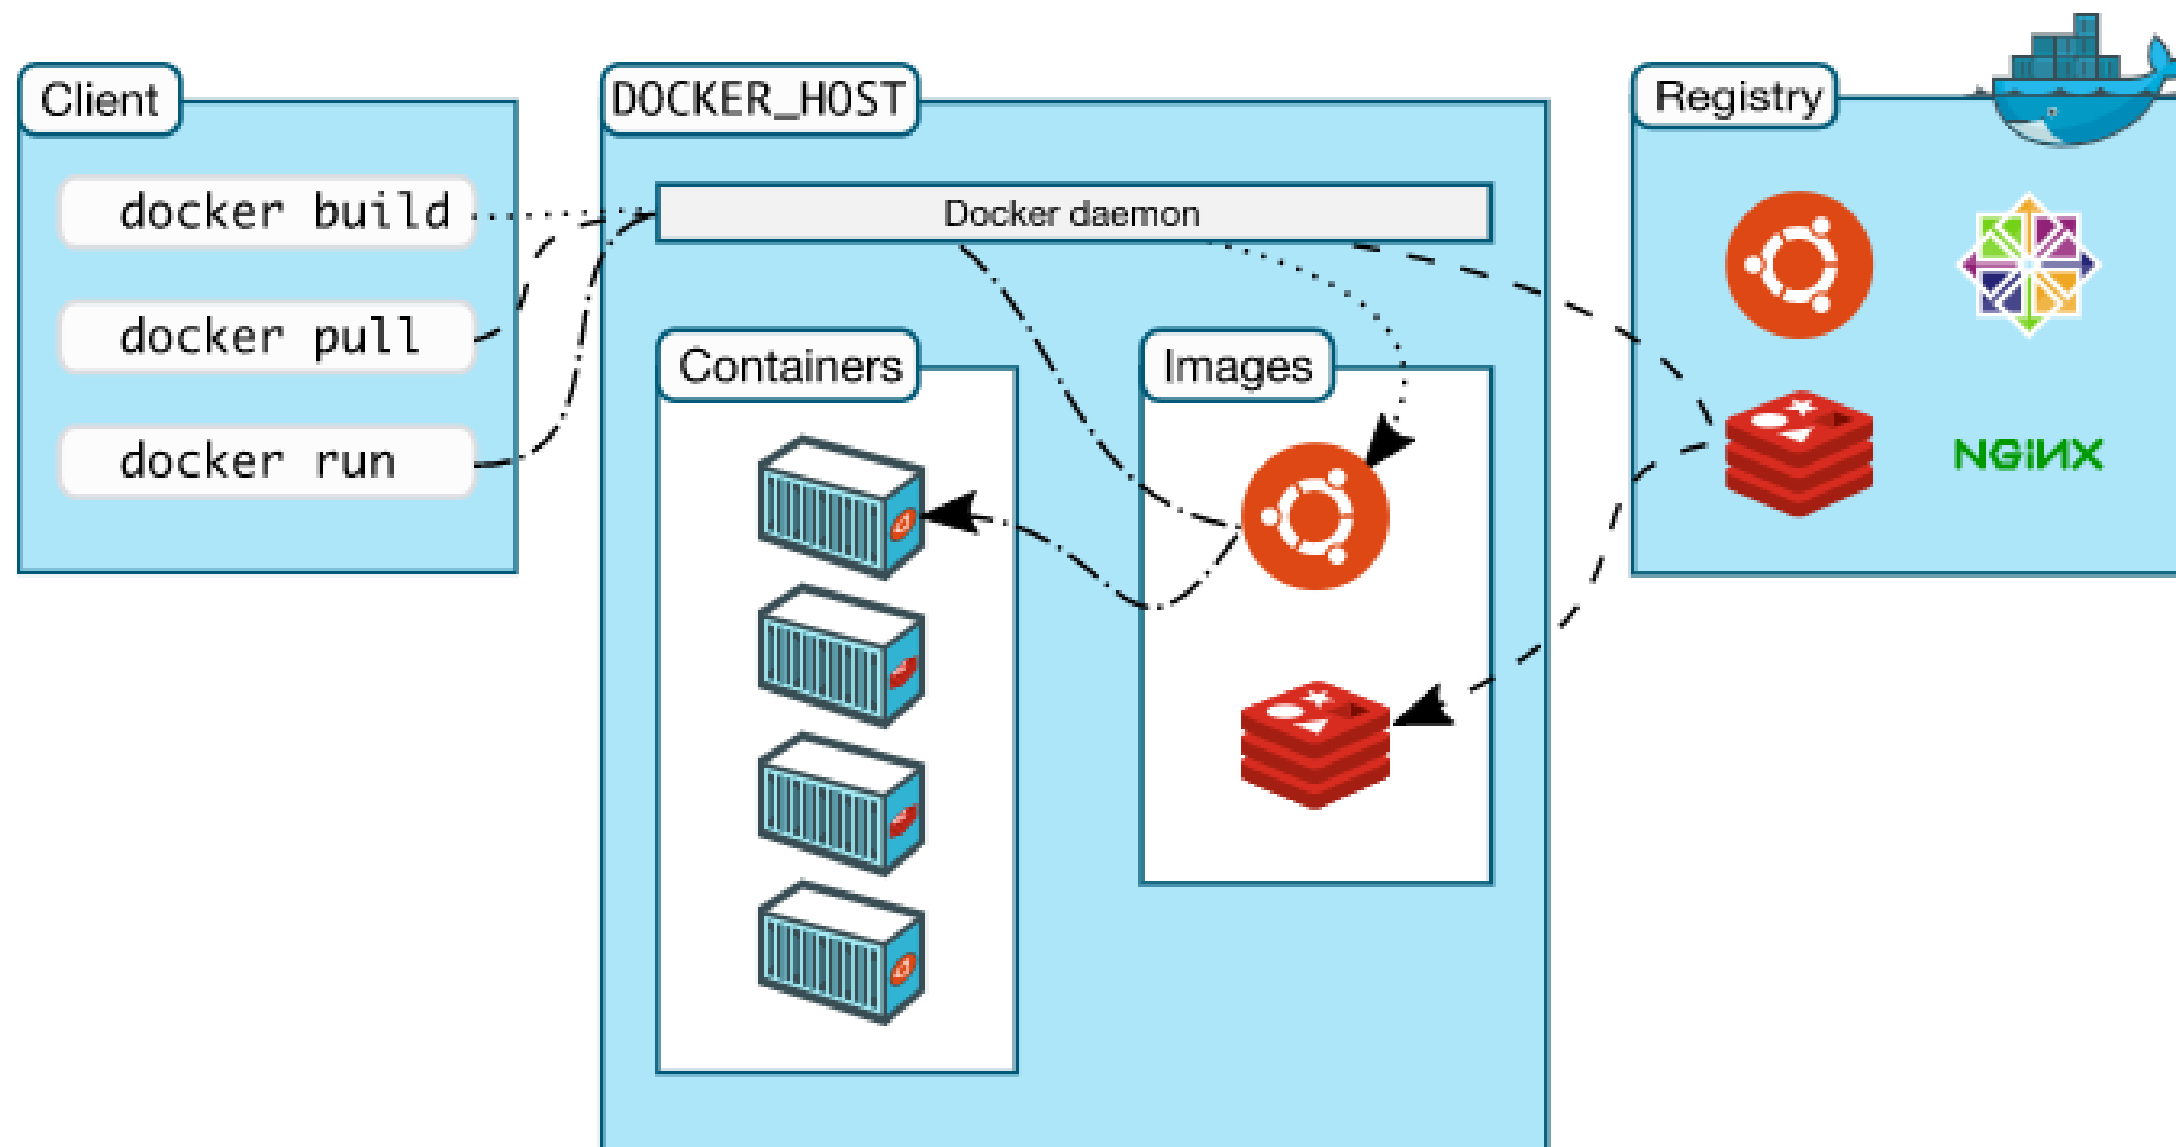 Client
docker build
docker pull
docker run
DOCKER_HOST
Docker daemon
Containers
Images
Registry
NGiNX